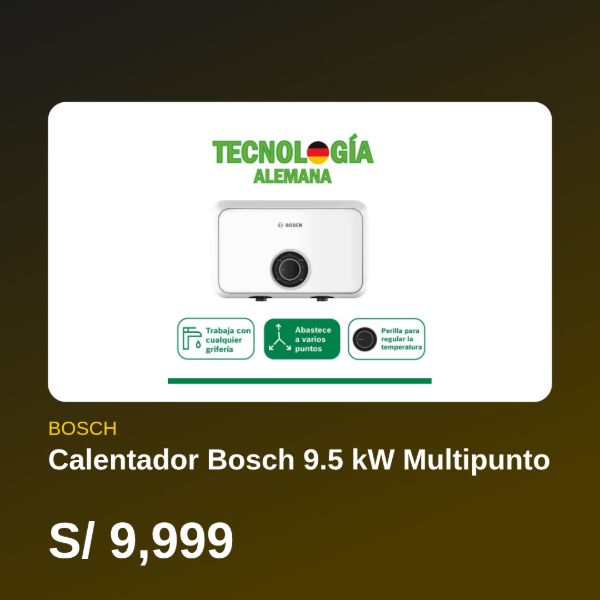 TECNOLOGÍA
ALEMANA
BOSCH
Trabaja con
cualquier
grifería
Abastece
a varios
puntos
Perilla para
regular la
temperatura
BOSCH
Calentador Bosch 9.5 kW Multipunto
S/ 9,999